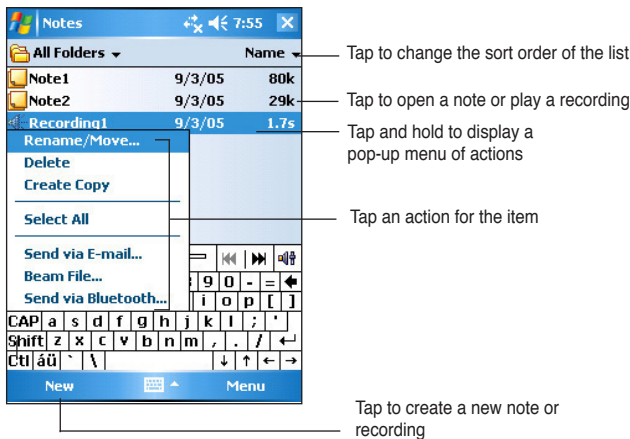 Notes 7:55
All Folders Name
Tap to change the sort order of the list
Note1 9/3/05 80k
Note2 9/3/05 29k
Tap to open a note or play a recording
Recording1 9/3/05 1.7s
Tap and hold to display a
pop-up menu of actions
Rename/Move...
Delete
Create Copy
Select All
Tap an action for the item
Send via E-mail...
Beam File...
Send via Bluetooth...
9 0 - =
i o p [ ]
CAP a s d f g h j k l ; '
Shift z x c v b n m , . /
Ctl áü ` \
New Menu
Tap to create a new note or
recording